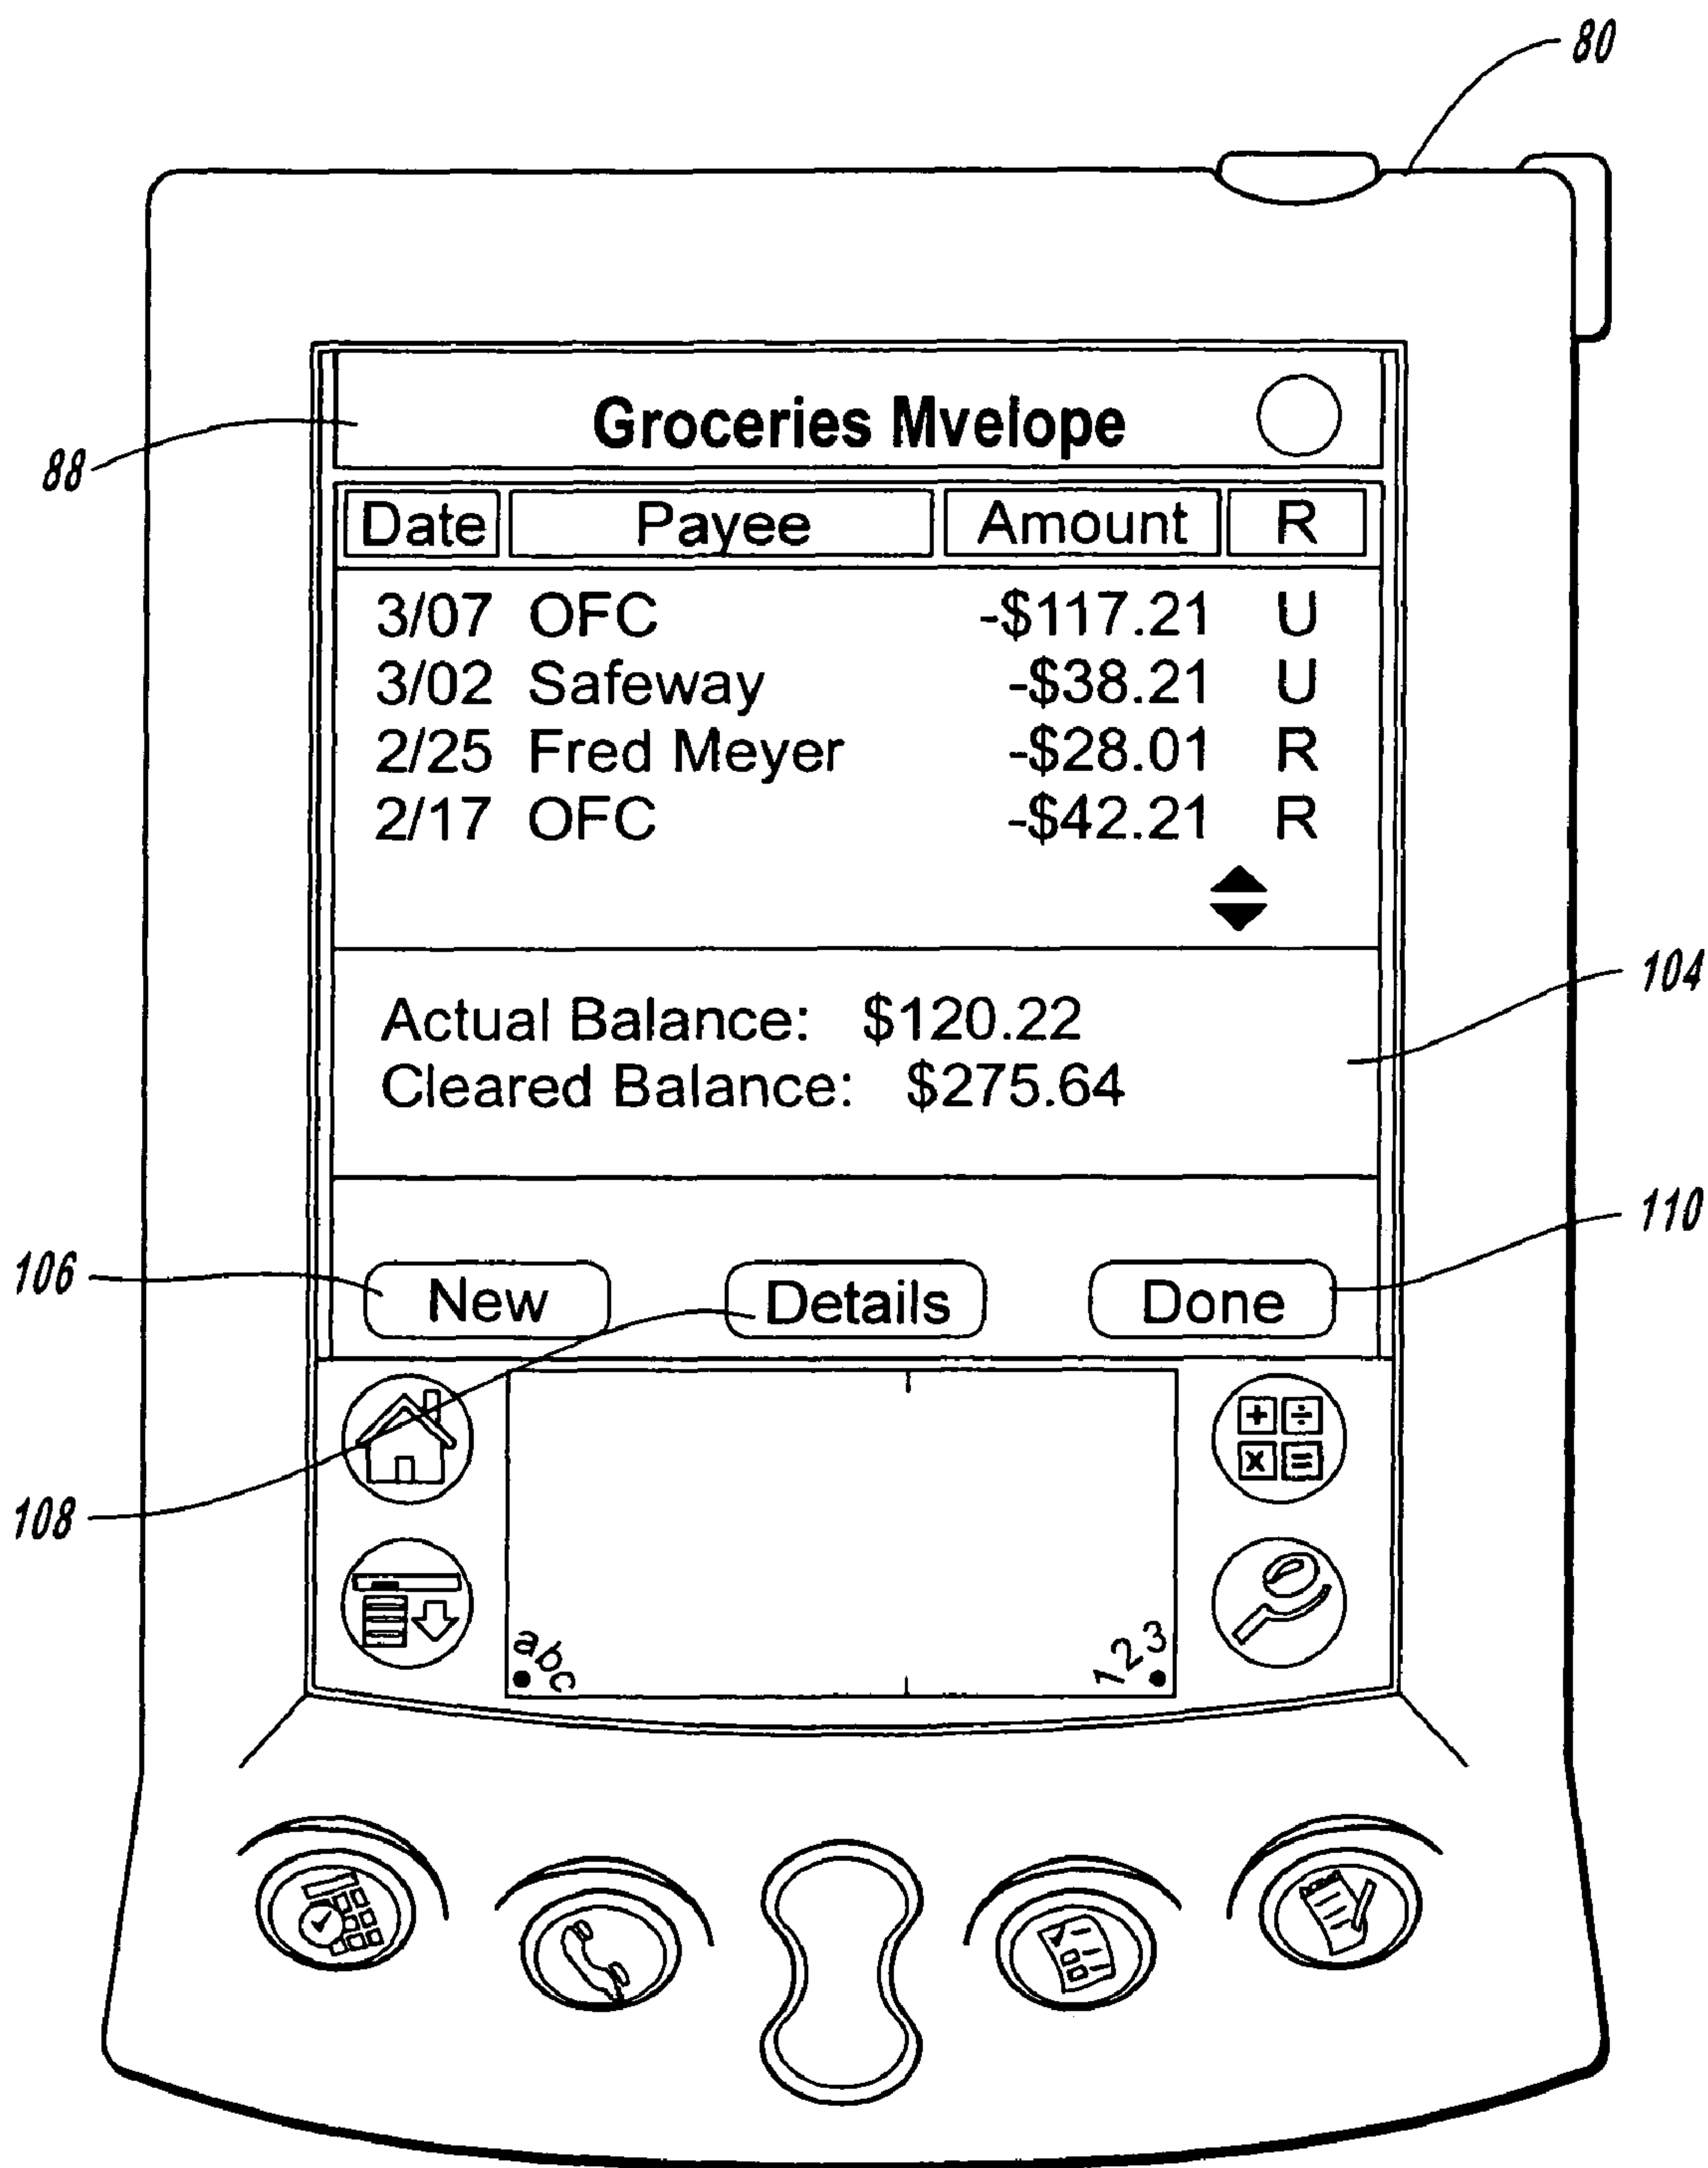 80
Groceries Mvelope
88
Date Payee Amount R
3/07 OFC -$117.21 U
3/02 Safeway -$38.21 U
2/25 Fred Meyer -$28.01 R
2/17 OFC -$42.21 R
104
Actual Balance: $120.22
Cleared Balance: $275.64
110
106
New Details Done
+ ÷
x =
108
abc 123